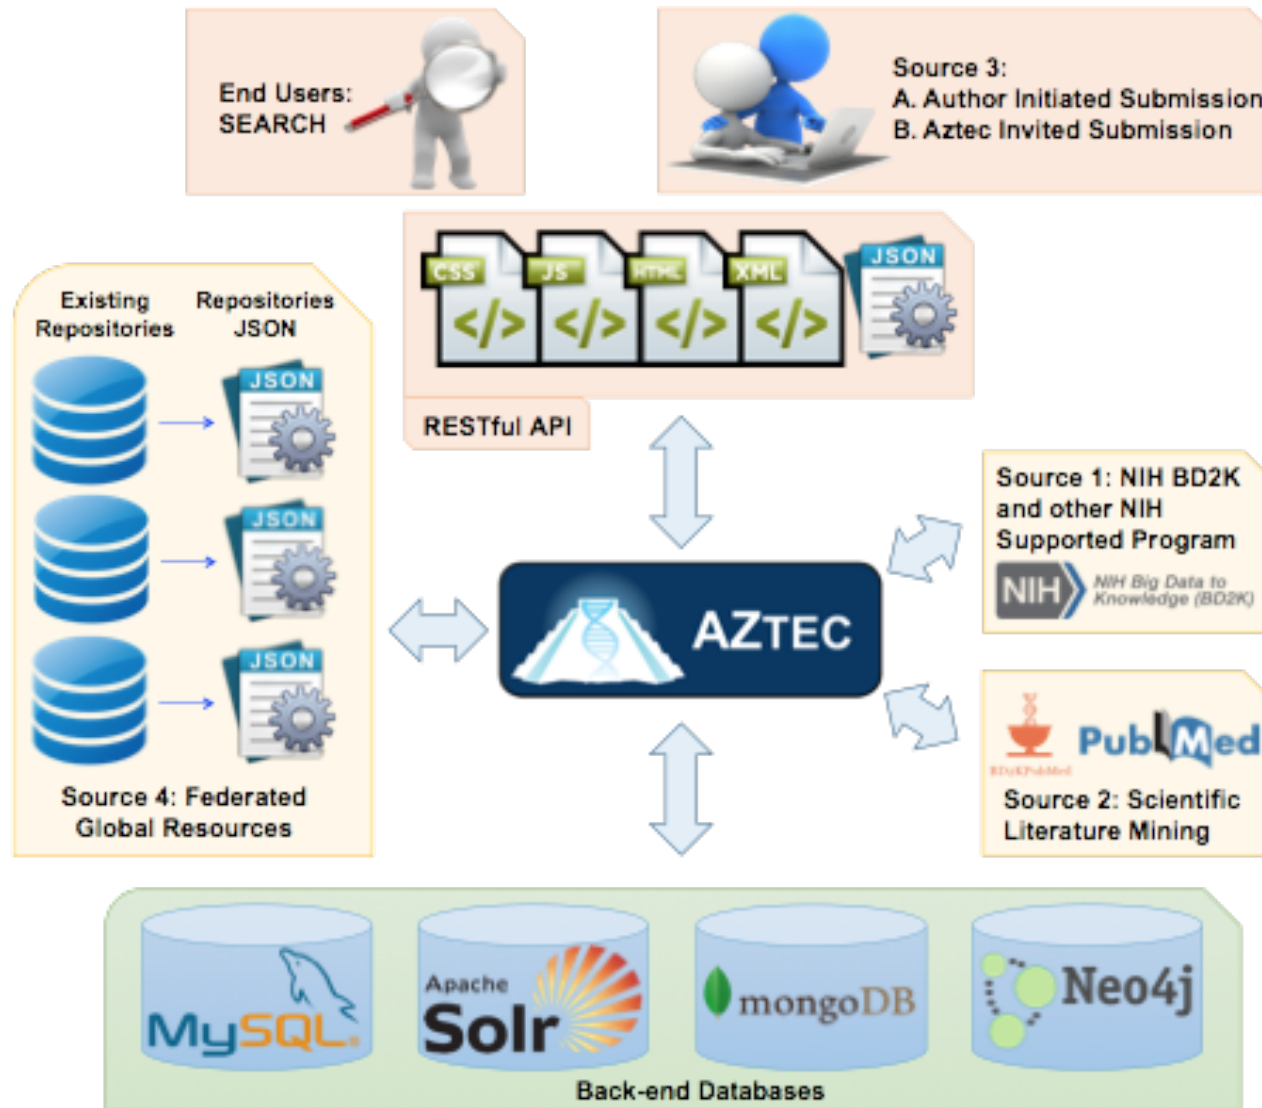 End Users:
SEARCH
Source 3:
A. Author Initiated Submission
B. Aztec Invited Submission
CSS
JS
HTML
XML
JSON
RESTful API
Existing
Repositories
Repositories
JSON
JSON
JSON
JSON
Source 4: Federated
Global Resources
AZTEC
Source 1: NIH BD2K
and other NIH
Supported Program
NIH
NIH Big Data to
Knowledge (BD2K)
BD2KPubMed
PubMed
Source 2: Scientific
Literature Mining
MySQL®
Apache
Solr
mongoDB
Neo4j
Back-end Databases